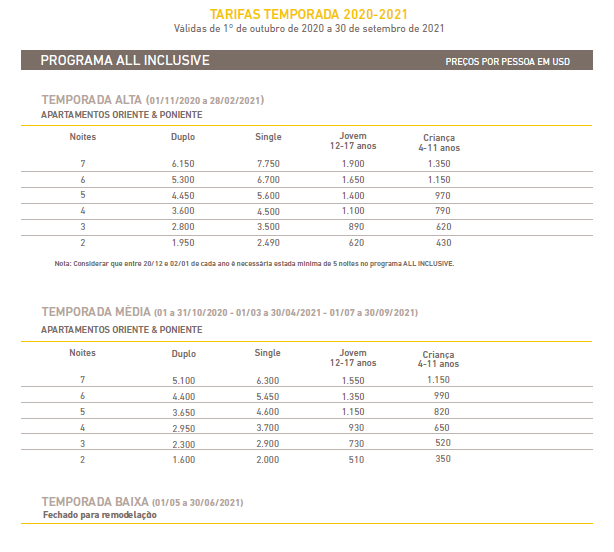 TARIFAS TEMPORADA 2020-2021
Válidas de 1º de outubro de 2020 a 30 de setembro de 2021
PROGRAMA ALL INCLUSIVE PREÇOS POR PESSOA EM USD
TEMPORADA ALTA (01/11/2020 a 28/02/2021)
APARTAMENTOS ORIENTE & PONIENTE
Noites Duplo Single Jovem 12-17 anos Criança 4-11 anos
7 6.150 7.750 1.900 1.350
6 5.300 6.700 1.650 1.150
5 4.450 5.600 1.400 970
4 3.600 4.500 1.100 790
3 2.800 3.500 890 620
2 1.950 2.490 620 430
Nota: Considerar que entre 20/12 e 02/01 de cada ano é necessária estada mínima de 5 noites no programa ALL INCLUSIVE.
TEMPORADA MÉDIA (01 a 31/10/2020 - 01/03 a 30/04/2021 - 01/07 a 30/09/2021)
APARTAMENTOS ORIENTE & PONIENTE
Noites Duplo Single Jovem 12-17 anos Criança 4-11 anos
7 5.100 6.300 1.550 1.150
6 4.400 5.450 1.350 990
5 3.650 4.600 1.150 820
4 2.950 3.700 930 650
3 2.300 2.900 730 520
2 1.600 2.000 510 350
TEMPORADA BAIXA (01/05 a 30/06/2021)
Fechado para remodelação